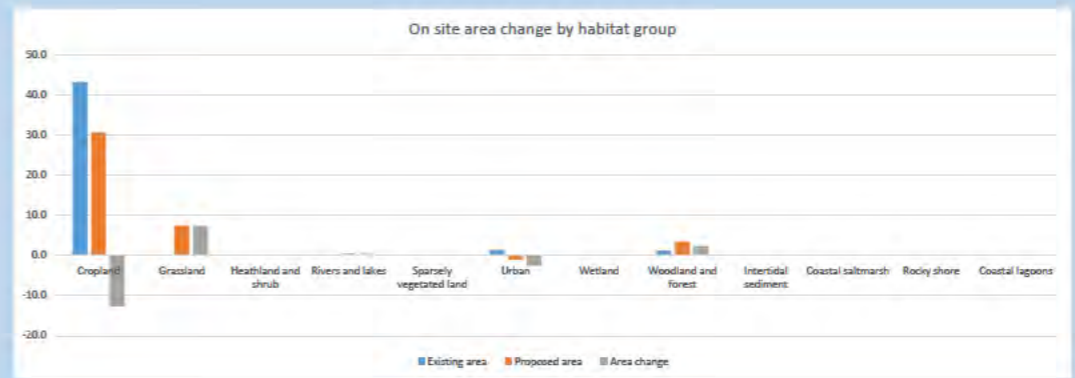 On site area change by habitat group
50.0
40.0
30.0
20.0
10.0
0.0
-10.0
-20.0
Cropland
Grassland
Heathland and
shrub
Rivers and lakes
Sparsely
vegetated land
Urban
Wetland
Woodland and
forest
Intertidal
sediment
Coastal saltmarsh
Rocky shore
Coastal lagoons
Existing area
Proposed area
Area change